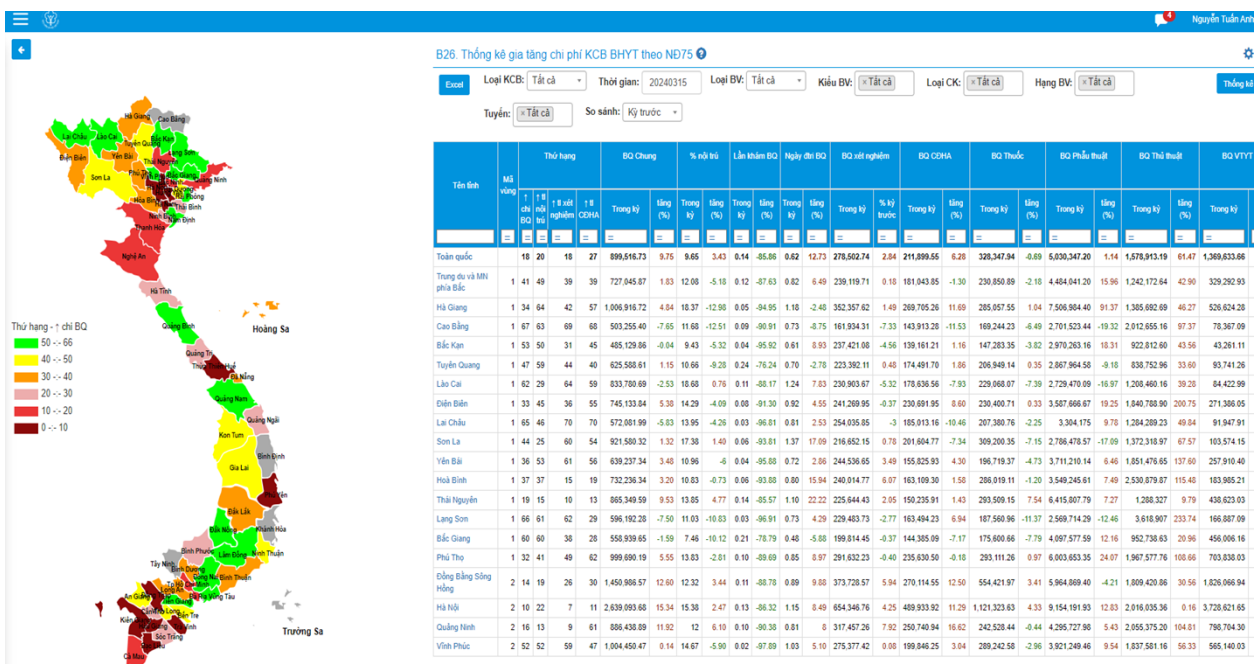 4 Nguyễn Tuấn Anh
B26. Thống kê gia tăng chi phí KCB BHYT theo NĐ75
Excel Loại KCB: Tất cả Thời gian: 20240315 Loại BV: Tất cả Kiểu BV: × Tất cả Loại CK: × Tất cả Hạng BV: × Tất cả Thống kê
Tuyến: × Tất cả So sánh: Kỳ trước
Tên tỉnh Mã vùng Thứ hạng BQ Chung % nội trú Lần khám BQ Ngày đtri BQ BQ xét nghiệm BQ CĐHA BQ Thuốc BQ Phẫu thuật BQ Thủ thuật BQ VTYT
↑ chi BQ ↑ tl nội trú ↑ tl xét nghiệm ↑ tl CĐHA Trong kỳ tăng (%) Trong kỳ tăng (%) Trong kỳ tăng (%) Trong kỳ tăng (%) Trong kỳ % kỳ trước Trong kỳ tăng (%) Trong kỳ tăng (%) Trong kỳ tăng (%) Trong kỳ tăng (%) Trong kỳ
Toàn quốc 18 20 18 27 899,516.73 9.75 9.65 3.43 0.14 -85.86 0.62 12.73 278,502.74 2.84 211,899.55 6.28 328,347.94 -0.69 5,030,347.20 1.14 1,578,913.19 61.47 1,369,633.66
Trung du và MN phía Bắc 1 41 49 39 39 727,045.87 1.83 12.08 -5.18 0.12 -87.63 0.82 6.49 239,119.71 0.18 181,043.85 -1.30 230,850.89 -2.18 4,484,041.20 15.96 1,242,172.64 42.90 329,292.93
Hà Giang 1 34 64 42 57 1,006,916.72 4.84 18.37 -12.98 0.05 -94.95 1.18 -2.48 352,357.62 1.49 269,705.26 11.69 285,057.55 1.04 7,506,984.40 91.37 1,385,692.69 46.27 526,624.28
Cao Bằng 1 67 63 69 68 503,255.40 -7.65 11.68 -12.51 0.09 -90.91 0.73 -8.75 161,934.31 -7.33 143,913.28 -11.53 169,244.23 -6.49 2,701,523.44 -19.32 2,012,655.16 97.37 78,367.09
Bắc Kạn 1 53 50 31 45 485,129.86 -0.04 9.43 -5.32 0.04 -95.92 0.61 8.93 237,421.08 -4.56 139,161.21 1.16 147,283.35 -3.82 2,970,263.16 18.31 922,812.60 43.56 43,261.11
Tuyên Quang 1 47 59 44 40 625,588.61 1.15 10.66 -9.28 0.24 -76.24 0.70 -2.78 223,392.11 0.48 174,491.70 1.86 206,949.14 0.35 2,867,964.58 -9.18 838,752.96 33.60 93,741.26
Lào Cai 1 62 29 64 59 833,780.69 -2.53 18.68 0.76 0.11 -88.17 1.24 7.83 230,903.67 -5.32 178,636.56 -7.93 229,068.07 -7.39 2,729,470.09 -16.97 1,208,460.16 39.28 84,422.99
Điện Biên 1 33 45 36 55 745,133.84 5.38 14.29 -4.09 0.08 -91.30 0.92 4.55 241,269.95 -0.37 230,691.95 8.60 230,400.71 0.33 3,587,666.67 19.25 1,840,788.90 200.75 271,386.05
Lai Châu 1 65 46 70 70 572,081.99 -5.83 13.95 -4.26 0.03 -96.81 0.81 2.53 254,035.85 -3 185,013.16 -10.46 207,380.76 -2.25 3,304,175 9.78 1,284,289.23 49.84 91,947.91
Sơn La 1 44 25 60 54 921,580.32 1.32 17.38 1.40 0.06 -93.81 1.37 17.09 216,652.15 0.78 201,604.77 -7.34 309,200.35 -7.15 2,786,478.57 -17.09 1,372,318.97 67.57 103,574.15
Yên Bái 1 36 53 61 56 639,237.34 3.48 10.96 -6 0.04 -95.88 0.72 2.86 244,536.65 3.49 155,825.93 4.30 196,719.37 -4.73 3,711,210.14 6.46 1,851,476.65 137.60 257,910.40
Hoà Bình 1 37 37 15 19 732,236.34 3.20 10.83 -0.73 0.06 -93.88 0.80 15.94 240,014.77 6.07 163,109.30 1.58 286,019.11 -1.20 3,549,245.61 7.49 2,530,879.87 115.48 183,985.21
Thái Nguyên 1 19 15 10 13 865,349.59 9.53 13.85 4.77 0.14 -85.57 1.10 22.22 225,644.43 2.05 150,235.91 1.43 293,509.15 7.54 6,415,807.79 7.27 1,288,327 9.79 438,623.03
Lạng Sơn 1 66 61 62 29 596,192.28 -7.50 11.03 -10.83 0.03 -96.91 0.73 4.29 229,483.73 -2.77 163,494.23 6.94 187,560.96 -11.37 2,569,714.29 -12.46 3,618,907 233.74 166,887.09
Bắc Giang 1 60 60 38 28 558,939.65 -1.59 7.46 -10.12 0.21 -78.79 0.48 -5.88 199,814.45 -0.37 144,385.09 -7.17 175,600.66 -7.79 4,097,577.59 12.16 952,738.63 20.96 456,006.16
Phú Thọ 1 32 41 49 62 999,690.19 5.55 13.83 -2.81 0.10 -89.69 0.85 8.97 291,632.23 -0.40 216,630.50 -0.18 293,111.26 0.97 6,003,653.35 24.07 1,967,577.76 108.66 703,838.03
Đồng Bằng Sông Hồng 2 14 19 26 30 1,450,986.57 12.60 12.32 3.44 0.11 -88.78 0.89 9.88 373,728.57 5.94 270,114.55 12.50 554,421.97 3.41 5,964,869.40 -4.21 1,809,420.86 30.56 1,826,066.94
Hà Nội 2 10 22 7 11 2,639,093.68 15.34 15.38 2.47 0.13 -86.32 1.15 8.49 654,346.76 4.25 489,933.92 11.29 1,121,323.63 4.33 9,154,191.93 12.83 2,016,035.36 0.16 3,728,621.65
Quảng Ninh 2 16 13 9 61 886,438.89 11.92 12 6.10 0.10 -90.38 0.81 8 317,457.26 7.92 250,740.94 16.62 242,528.44 -0.44 4,295,727.98 5.43 2,055,375.20 104.81 798,704.30
Vĩnh Phúc 2 52 52 59 47 1,004,450.47 0.14 14.67 -5.90 0.02 -97.89 1.03 5.10 275,377.42 0.08 199,846.25 3.04 289,242.58 -2.96 3,921,249.46 9.54 1,837,581.16 56.33 565,140.03
Hà Giang
Cao Bằng
Lai Châu
Lào Cai
Tuyên Quang
Bắc Kạn
Lạng Sơn
Điện Biên
Yên Bái
Thái Nguyên
Sơn La
Bắc Giang
Quảng Ninh
Hòa Bình
Thái Bình
Nam Định
Thanh Hóa
Nghệ An
Hà Tĩnh
Quảng Bình
Hoàng Sa
Quảng Trị
Đà Nẵng
Quảng Nam
Quảng Ngãi
Kon Tum
Bình Định
Gia Lai
Phú Yên
Đắk Lắk
Đắk Nông
Khánh Hòa
Bình Phước
Lâm Đồng
Ninh Thuận
Tây Ninh
Bình Dương
Bình Thuận
An Giang
Bến Tre
Sóc Trăng
Cà Mau
Trường Sa
Thứ hạng - ↑ chi BQ
50 -:- 66
40 -:- 50
30 -:- 40
20 -:- 30
10 -:- 20
0 -:- 10